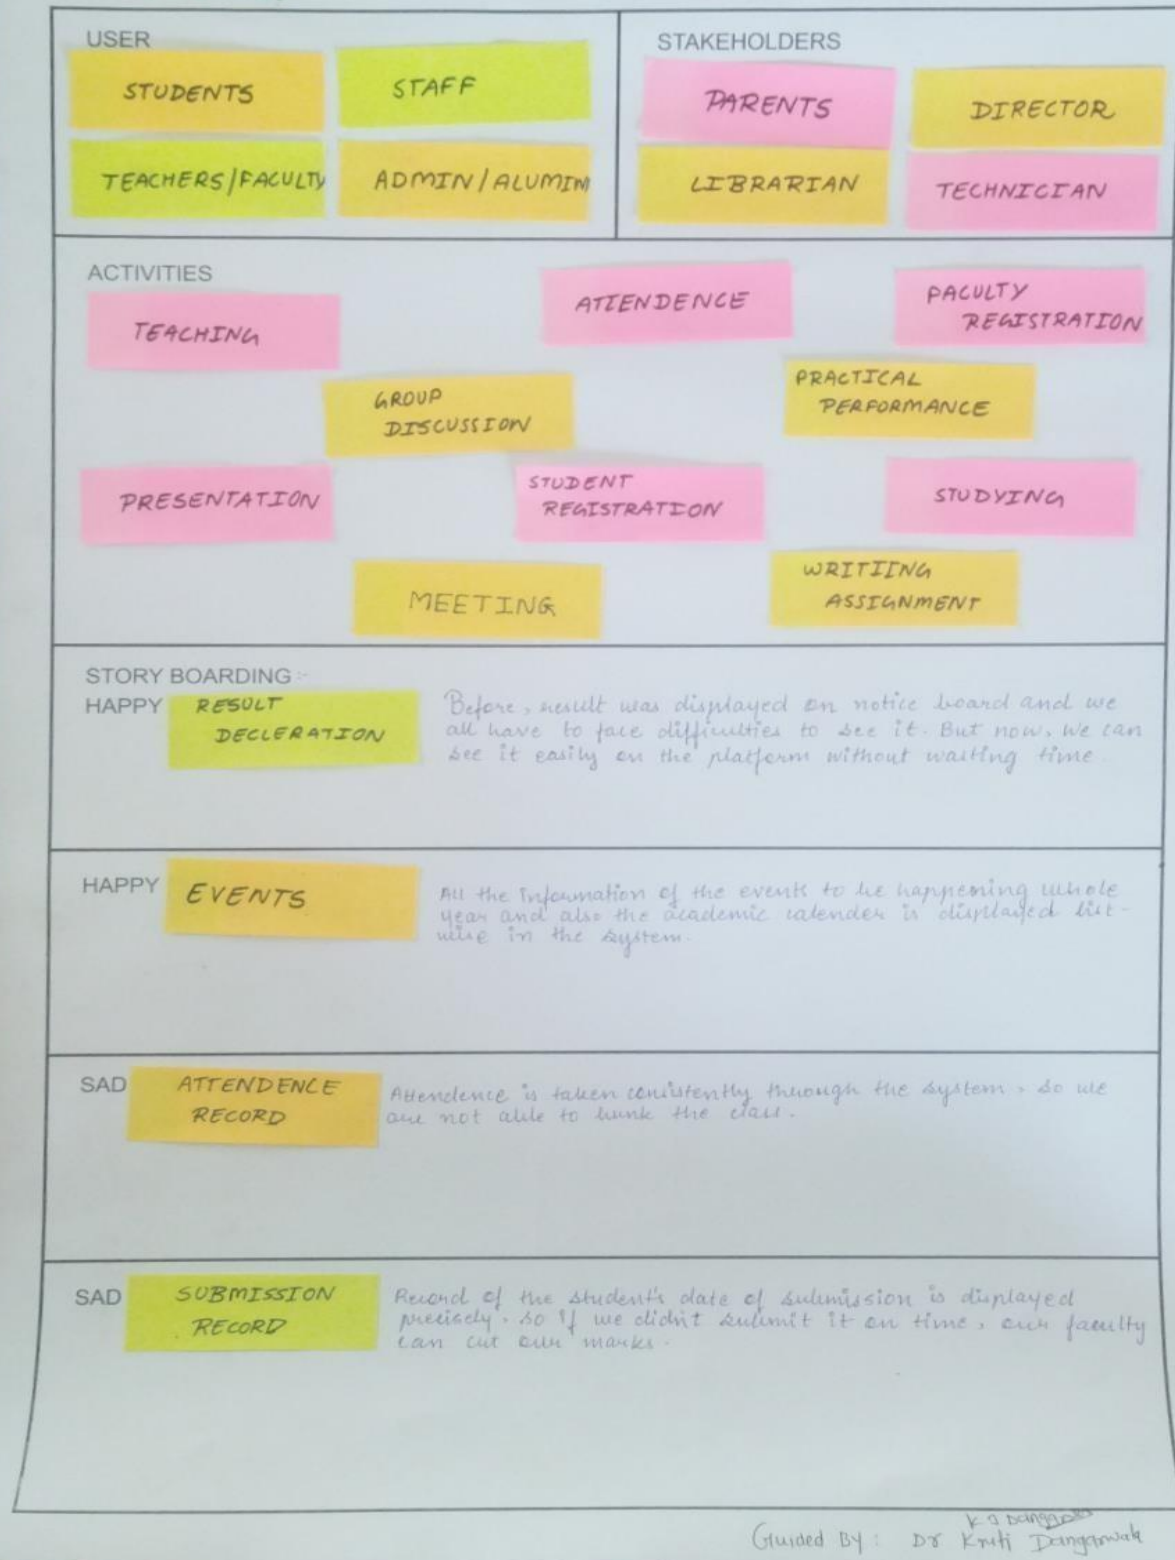 USER
STUDENTS
STAFF
TEACHERS/FACULTY
ADMIN/ALUMIM
STAKEHOLDERS
PARENTS
DIRECTOR
LIBRARIAN
TECHNICIAN
ACTIVITIES
TEACHING
ATTENDENCE
FACULTY
REGISTRATION
GROUP
DISCUSSION
PRACTICAL
PERFORMANCE
PRESENTATION
STUDENT
REGISTRATION
STUDYING
MEETING
WRITIING
ASSIGNMENT
STORY BOARDING :-
HAPPY
RESULT
DECLERATION
Before, result was displayed on notice board and we
all have to face difficulties to see it. But now, we can
see it easily on the platform without wasting time.
HAPPY
EVENTS
All the information of the events to be happening whole
year and also the academic calender is displayed list-
wise in the system.
SAD
ATTENDENCE
RECORD
Attendence is taken consistently through the system. So we
are not able to bunk the class.
SAD
SUBMISSION
RECORD
Record of the student's date of submission is displayed
precisely. So if we didn't submit it on time, our faculty
can cut our marks.
Guided By : Dr Kruti Dangarwala